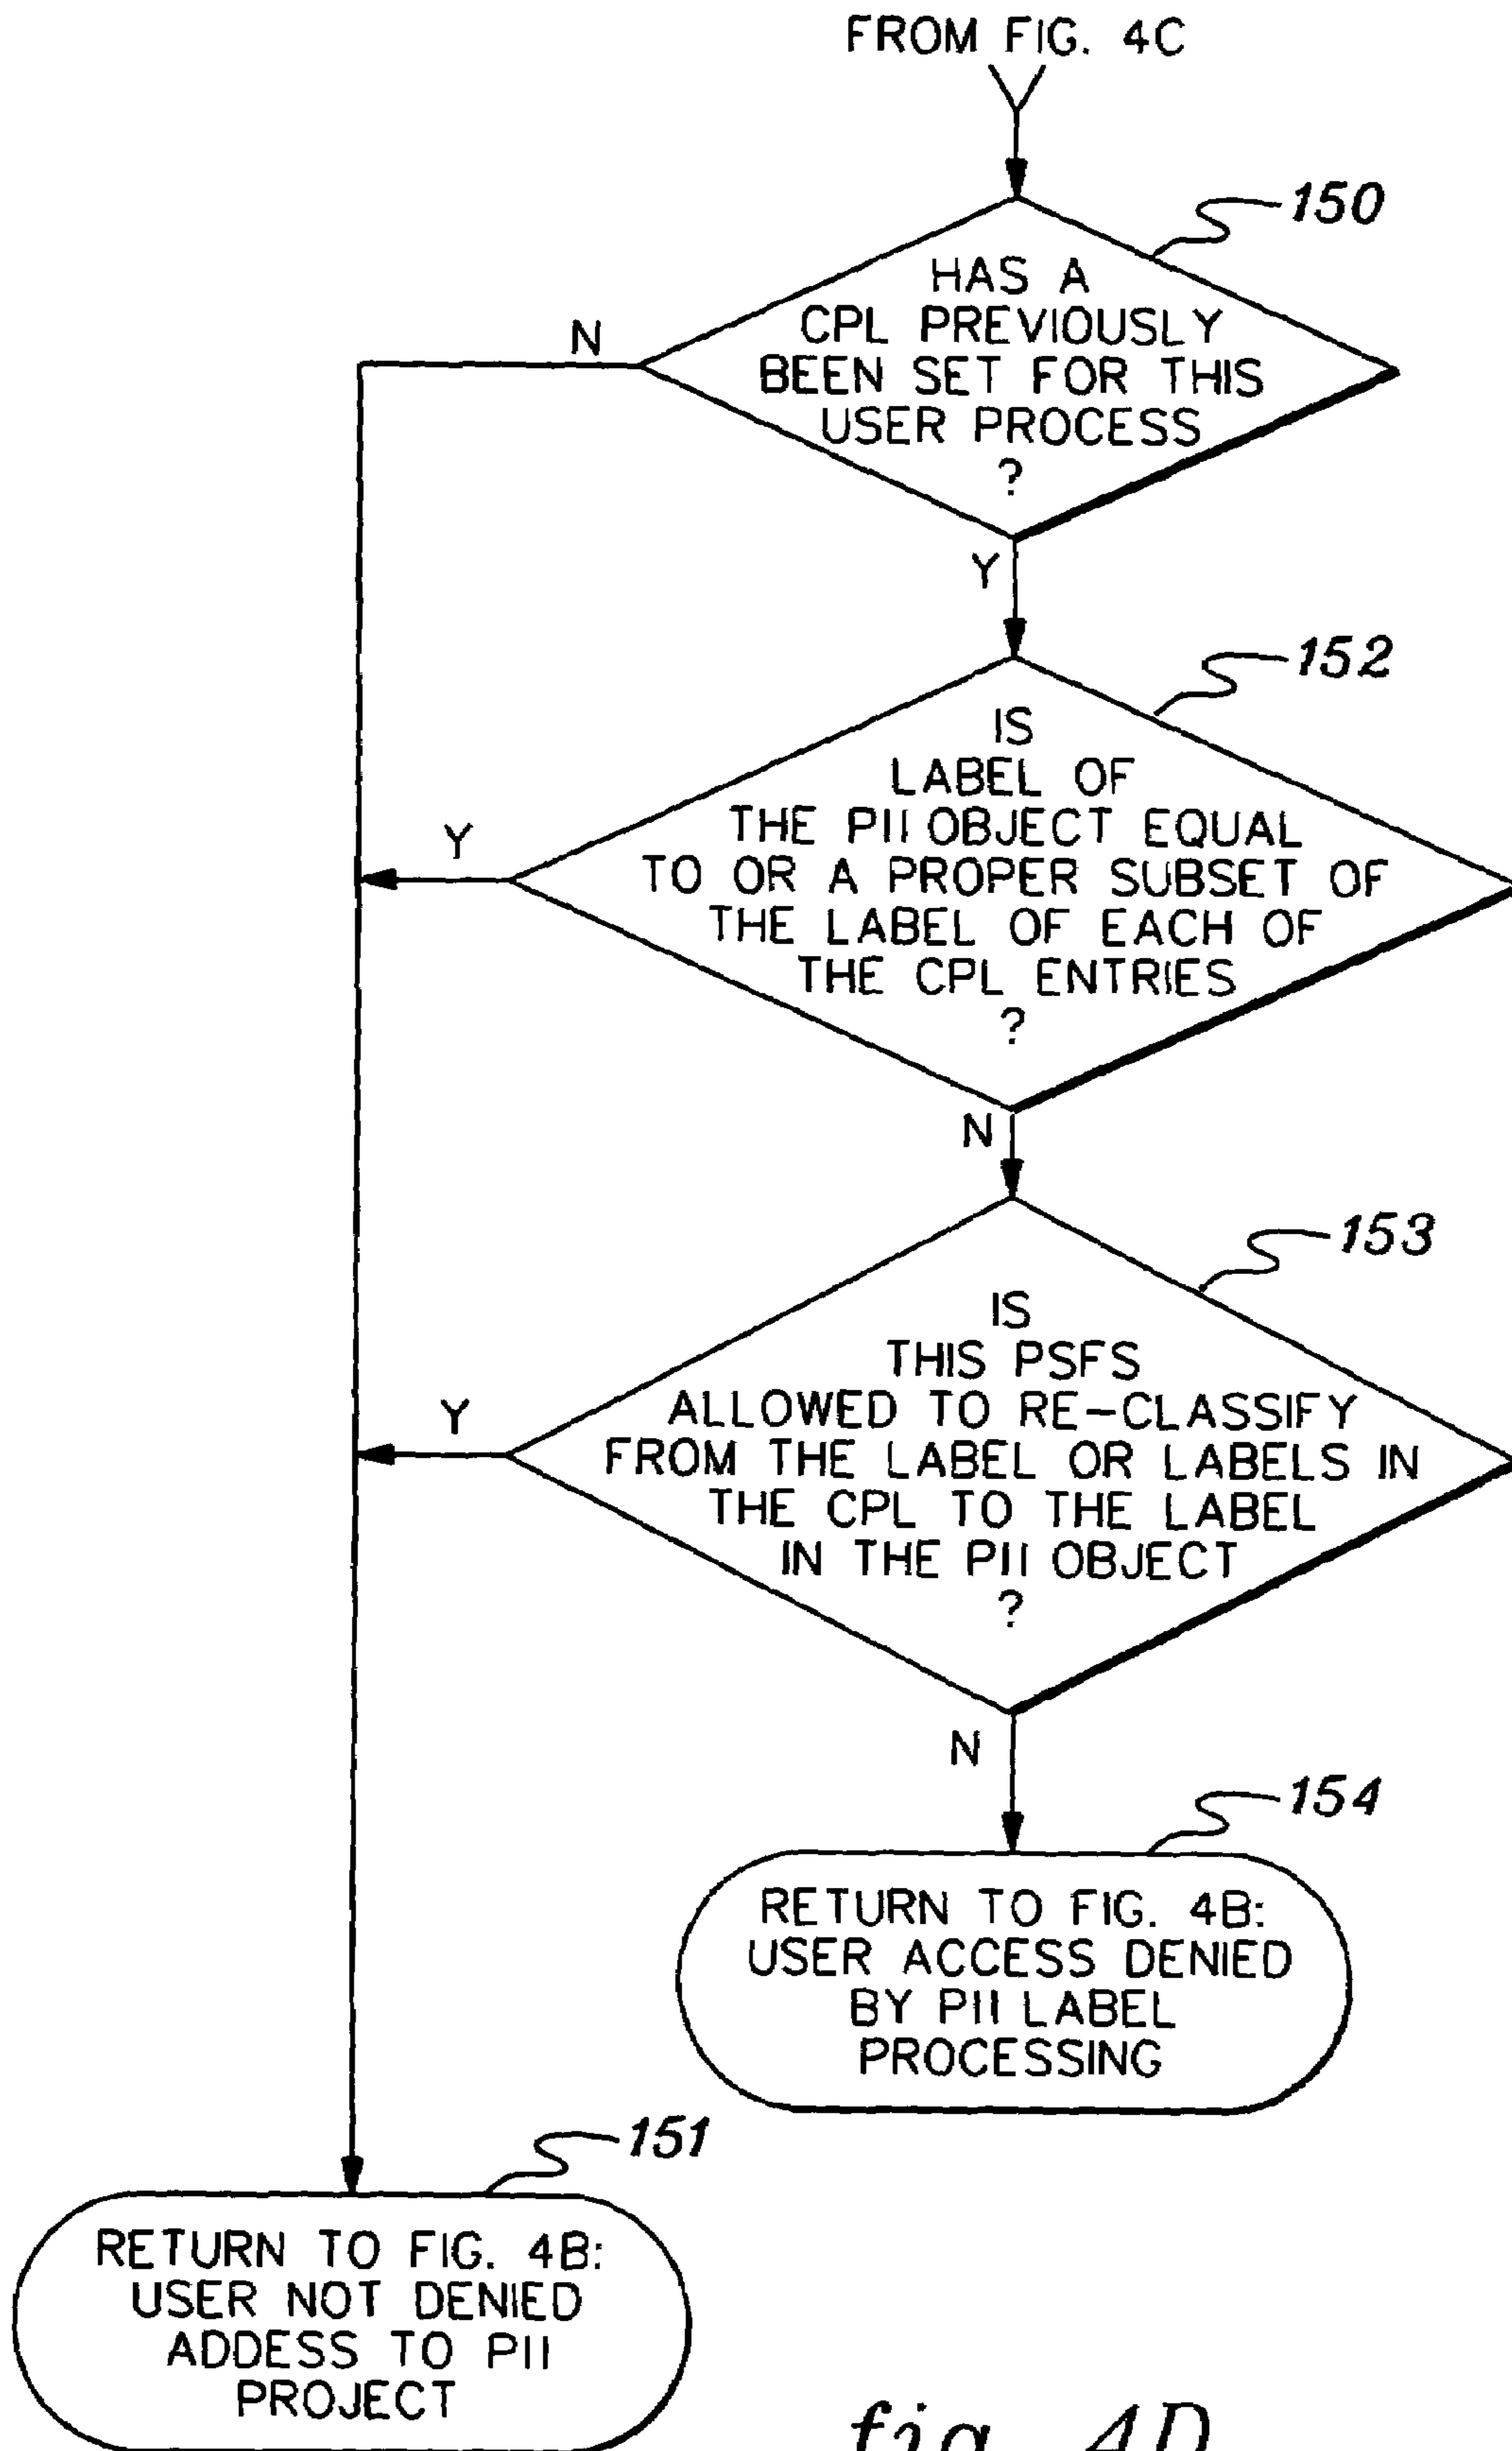 FROM FIG. 4C
150
HAS A
CPL PREVIOUSLY
BEEN SET FOR THIS
USER PROCESS
?
N
Y
152
IS
LABEL OF
THE PII OBJECT EQUAL
TO OR A PROPER SUBSET OF
THE LABEL OF EACH OF
THE CPL ENTRIES
?
Y
N
153
IS
THIS PSFS
ALLOWED TO RE-CLASSIFY
FROM THE LABEL OR LABELS IN
THE CPL TO THE LABEL
IN THE PII OBJECT
?
Y
N
154
RETURN TO FIG. 4B:
USER ACCESS DENIED
BY PII LABEL
PROCESSING
151
RETURN TO FIG. 4B:
USER NOT DENIED
ADDESS TO PII
PROJECT
fig. 4D